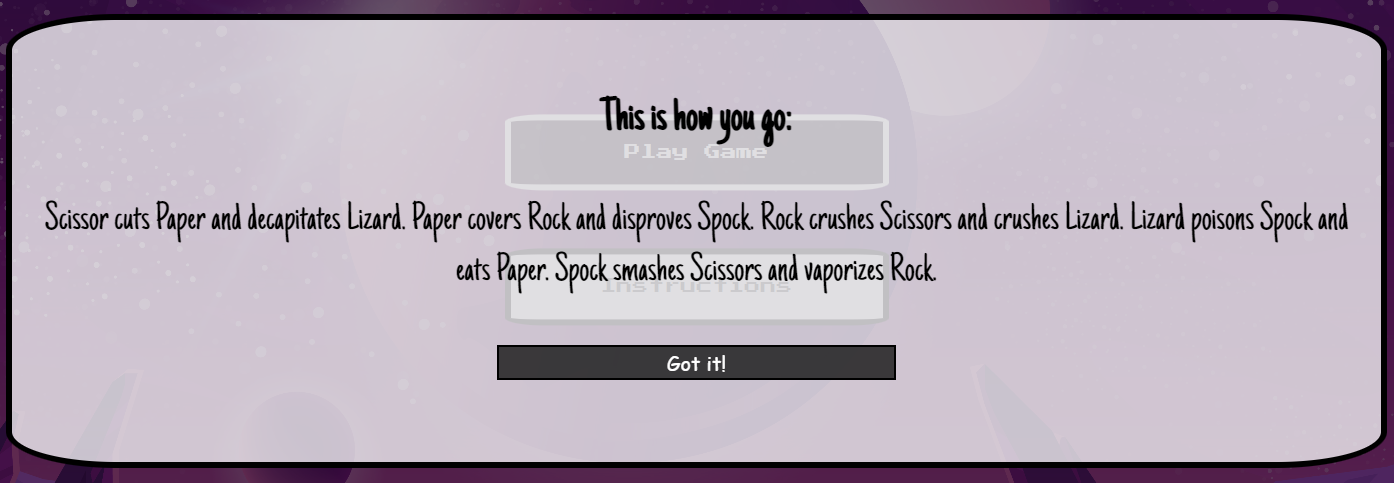 This is how you go:
Play Game
Scissor cuts Paper and decapitates Lizard. Paper covers Rock and disproves Spock. Rock crushes Scissors and crushes Lizard. Lizard poisons Spock and
eats Paper. Spock smashes Scissors and vaporizes Rock.
Instructions
Got it!